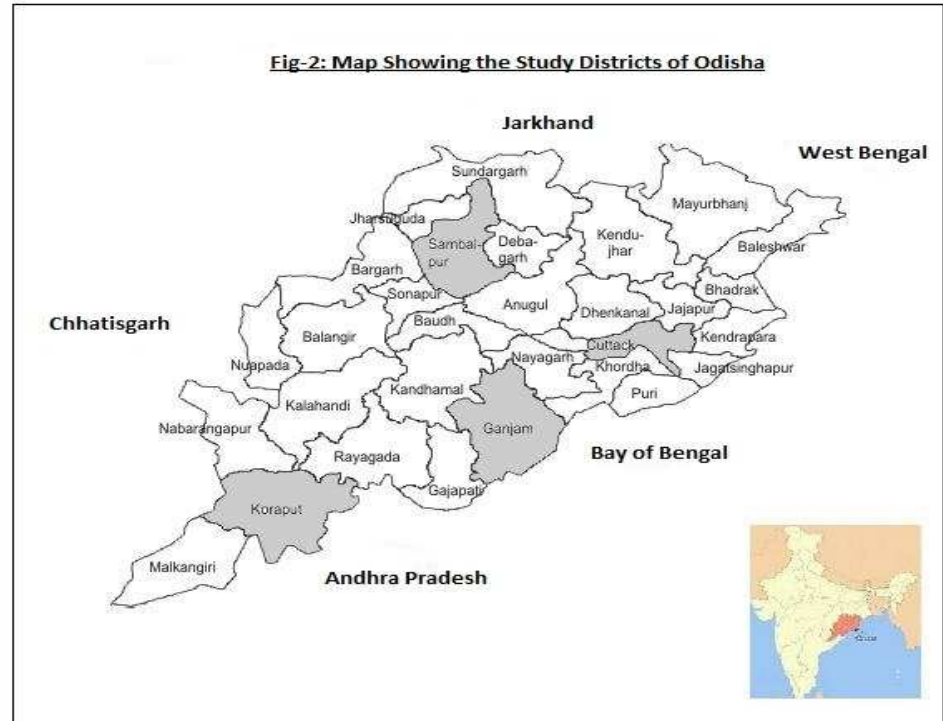 Fig-2: Map Showing the Study Districts of Odisha
Jarkhand
West Bengal
Sundargarh
Mayurbhanj
Jharsuguda
Sambal-
pur
Deba-
garh
Kendu-
jhar
Baleshwar
Bargarh
Bhadrak
Sonapur
Anugul
Dhenkanal
Jajapur
Chhatisgarh
Balangir
Baudh
Cuttack
Kendrapara
Nuapada
Nayagarh
Khordha
Jagatsinghapur
Kandhamal
Puri
Kalahandi
Nabarangapur
Ganjam
Rayagada
Bay of Bengal
Gajapati
Koraput
Malkangiri
Andhra Pradesh